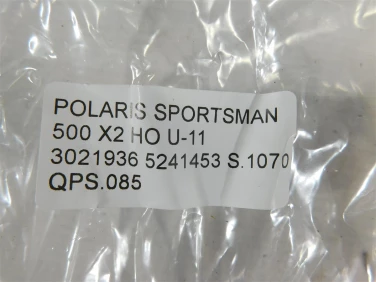 POLARIS SPORTSMAN
500 X2 HO U-11
3021936 5241453 S.1070
QPS.085